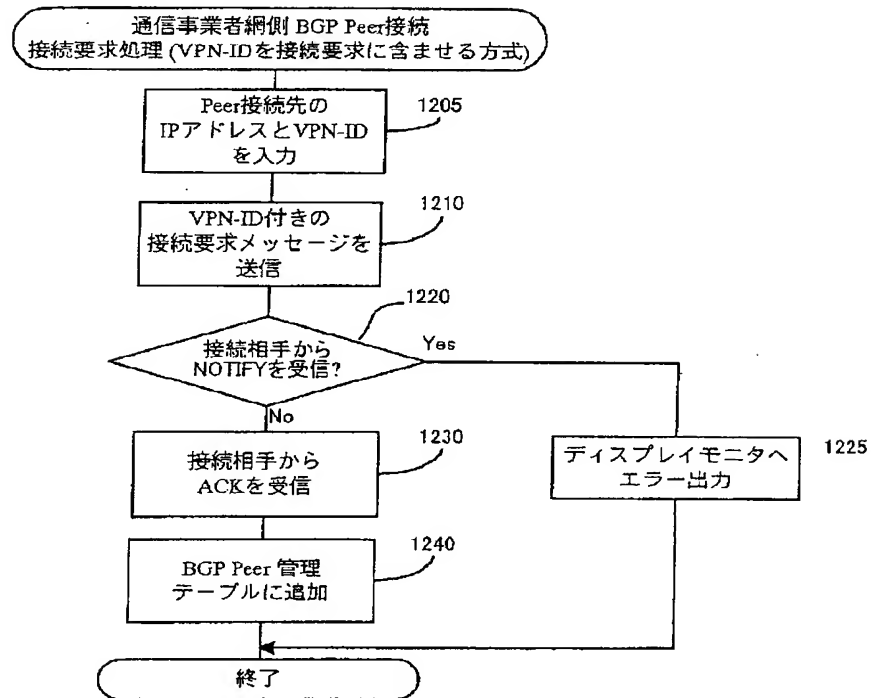 通信事業者網側 BGP Peer接続
接続要求処理 (VPN-IDを接続要求に含ませる方式)
Peer接続先の
IPアドレスとVPN-ID
を入力
1205
VPN-ID付きの
接続要求メッセージを
送信
1210
接続相手から
NOTIFYを受信?
1220
Yes
No
接続相手から
ACKを受信
1230
ディスプレイモニタへ
エラー出力
1225
BGP Peer 管理
テーブルに追加
1240
終了